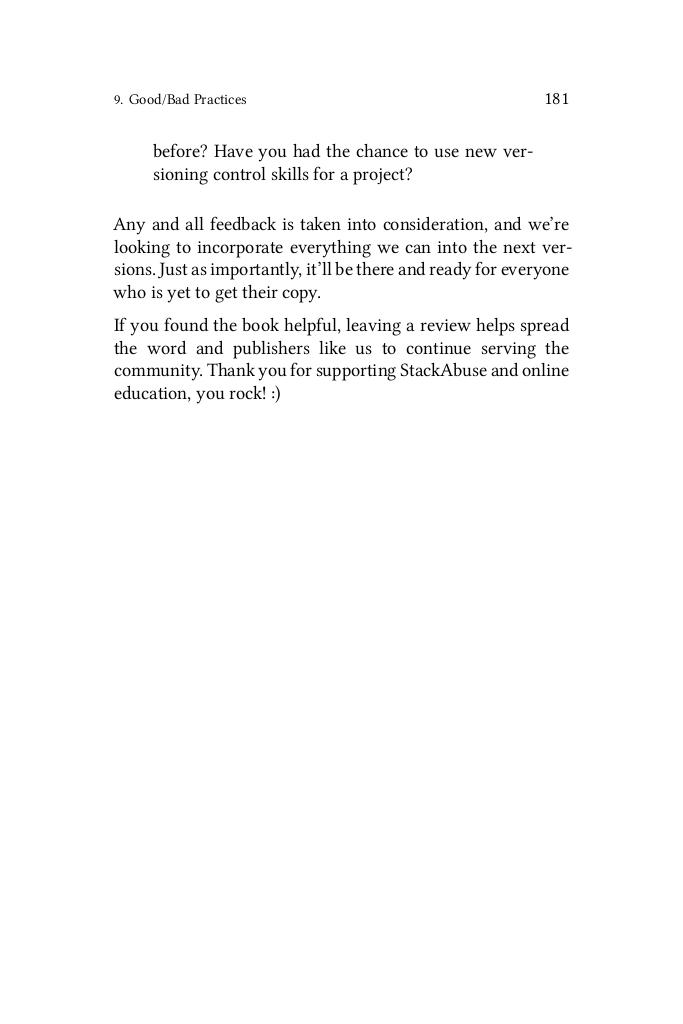 9. Good/Bad Practices 181
before? Have you had the chance to use new ver-
sioning control skills for a project?
Any and all feedback is taken into consideration, and we’re
looking to incorporate everything we can into the next ver-
sions. Just as importantly, it’ll be there and ready for everyone
who is yet to get their copy.
If you found the book helpful, leaving a review helps spread
the word and publishers like us to continue serving the
community. Thank you for supporting StackAbuse and online
education, you rock! :)